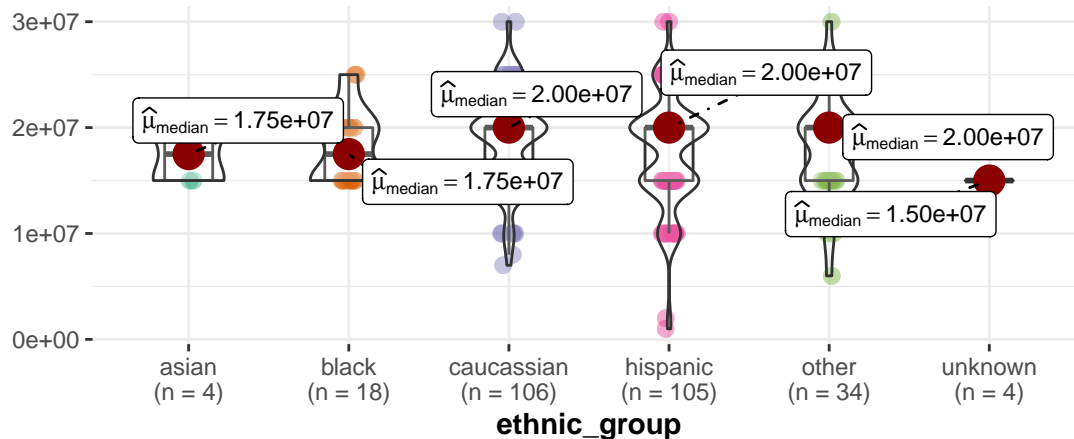 3e+07
2e+07
1e+07
0e+00
μ̂median = 1.75e+07
μ̂median = 1.75e+07
μ̂median = 2.00e+07
μ̂median = 2.00e+07
μ̂median = 2.00e+07
μ̂median = 1.50e+07
asian black caucassian hispanic other unknown
(n = 4) (n = 18) (n = 106) (n = 105) (n = 34) (n = 4)
ethnic_group